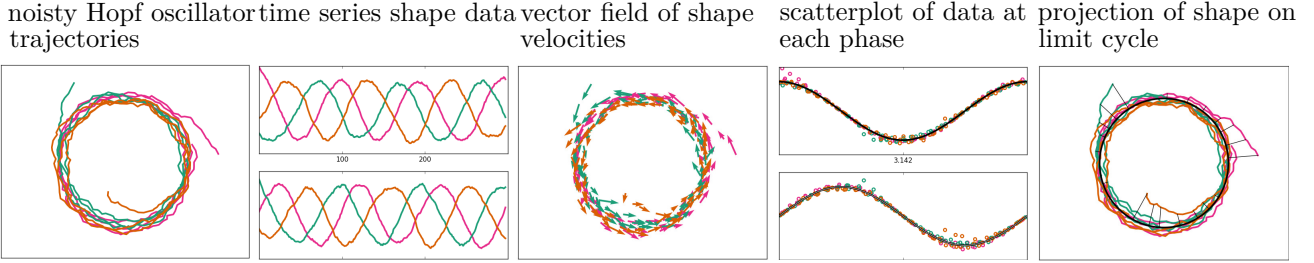 noisty Hopf oscillator
trajectories
time series shape data
vector field of shape
velocities
scatterplot of data at
each phase
projection of shape on
limit cycle
100
200
3.142